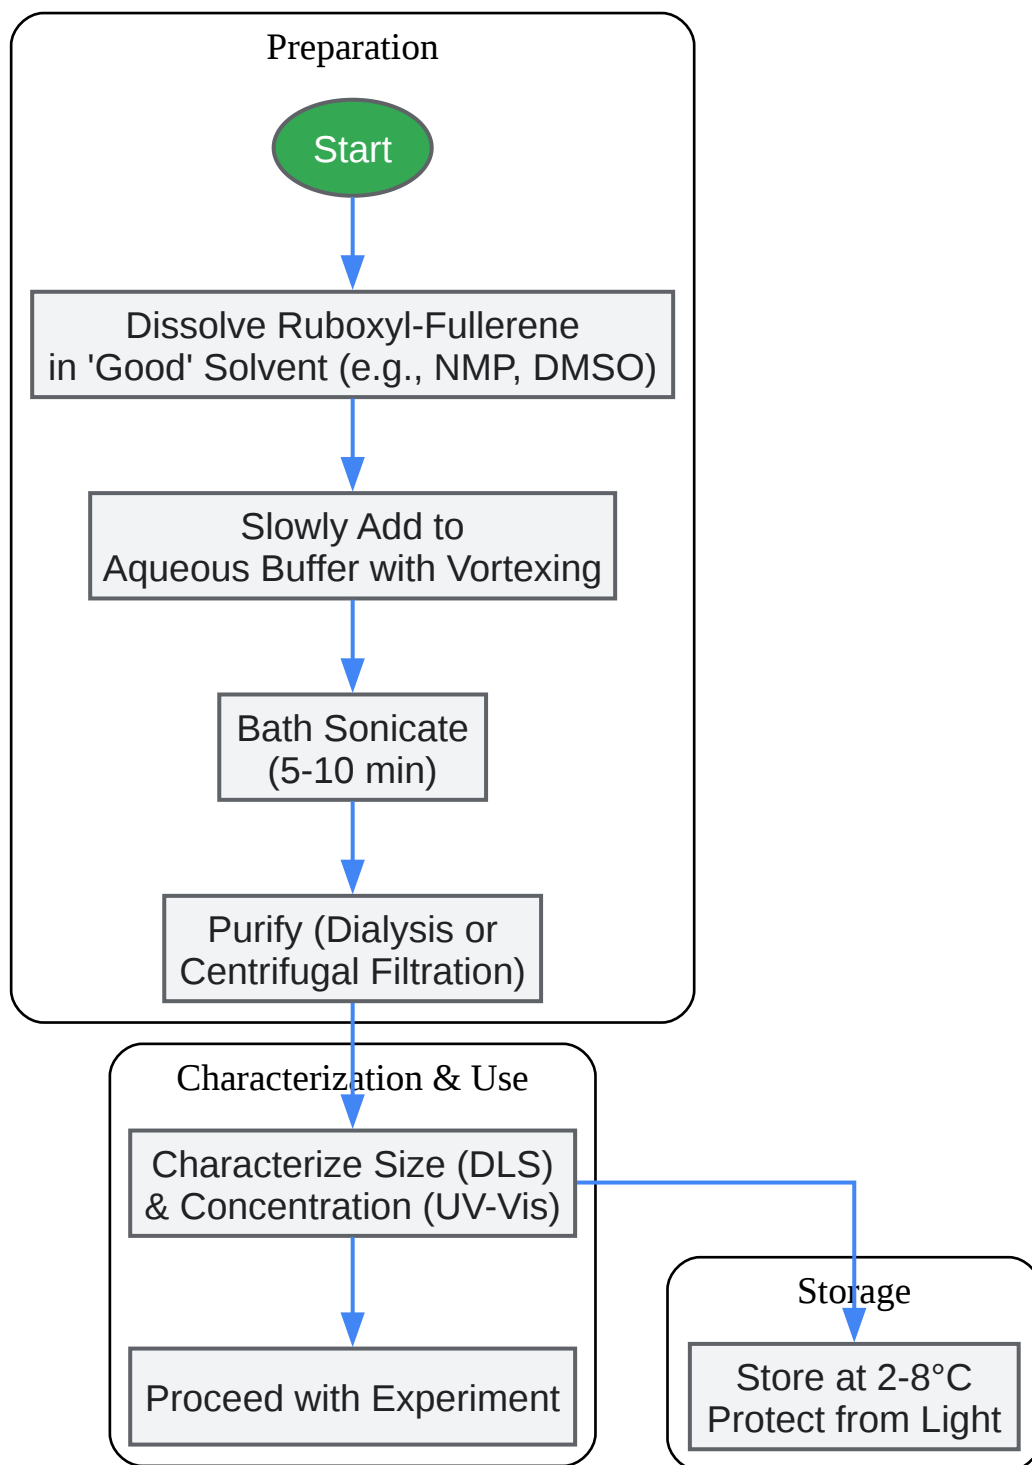 Preparation
Start
Dissolve Ruboxyl-Fullerene
in 'Good' Solvent (e.g., NMP, DMSO)
Slowly Add to
Aqueous Buffer with Vortexing
Bath Sonicate
(5-10 min)
Purify (Dialysis or
Centrifugal Filtration)
Characterization & Use
Characterize Size (DLS)
& Concentration (UV-Vis)
Proceed with Experiment
Storage
Store at 2-8°C
Protect from Light